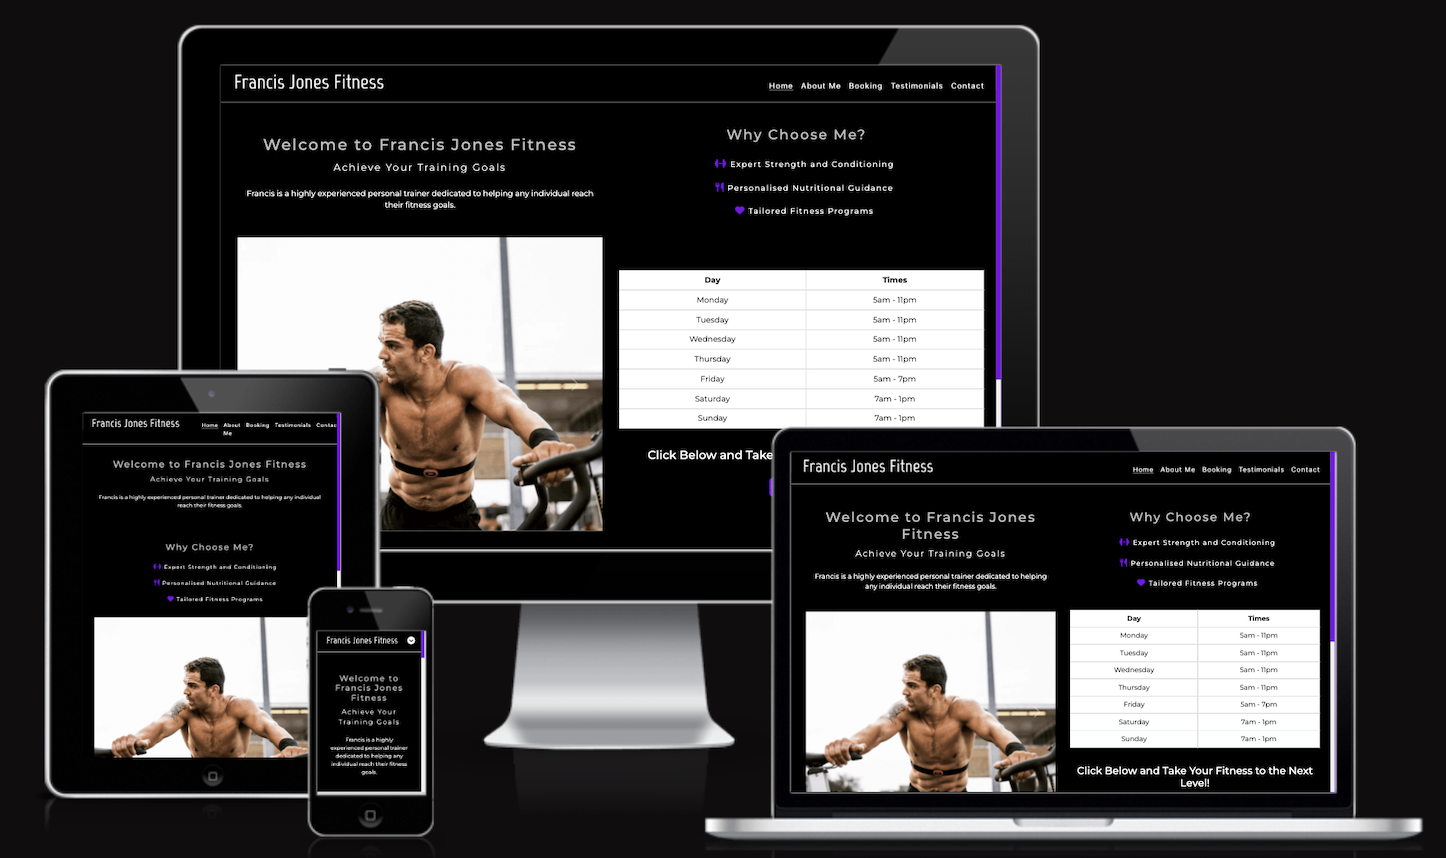 Francis Jones Fitness
Home About Me Booking Testimonials Contact
Welcome to Francis Jones Fitness
Achieve Your Training Goals
Francis is a highly experienced personal trainer dedicated to helping any individual reach
their fitness goals.
Why Choose Me?
Expert Strength and Conditioning
Personalised Nutritional Guidance
Tailored Fitness Programs
Day Times
Monday 5am - 11pm
Tuesday 5am - 11pm
Wednesday 5am - 11pm
Thursday 5am - 11pm
Friday 5am - 7pm
Saturday 7am - 1pm
Sunday 7am - 1pm
Click Below and Take
Francis Jones Fitness
Home About Booking Testimonials Contac
Me
Welcome to Francis Jones Fitness
Achieve Your Training Goals
Francis is a highly experienced personal trainer dedicated to helping any individual
reach their fitness goals.
Why Choose Me?
Expert Strength and Conditioning
Personalised Nutritional Guidance
Tailored Fitness Programs
Francis Jones Fitness
Welcome to
Francis Jones
Fitness
Achieve Your
Training Goals
Francis is a highly
experienced personal trainer
dedicated to helping any
individual reach their fitness
goals.
Francis Jones Fitness
Home About Me Booking Testimonials Contact
Welcome to Francis Jones
Fitness
Achieve Your Training Goals
Francis is a highly experienced personal trainer dedicated to helping
any individual reach their fitness goals.
Why Choose Me?
Expert Strength and Conditioning
Personalised Nutritional Guidance
Tailored Fitness Programs
Day Times
Monday 5am - 11pm
Tuesday 5am - 11pm
Wednesday 5am - 11pm
Thursday 5am - 11pm
Friday 5am - 7pm
Saturday 7am - 1pm
Sunday 7am - 1pm
Click Below and Take Your Fitness to the Next
Level!